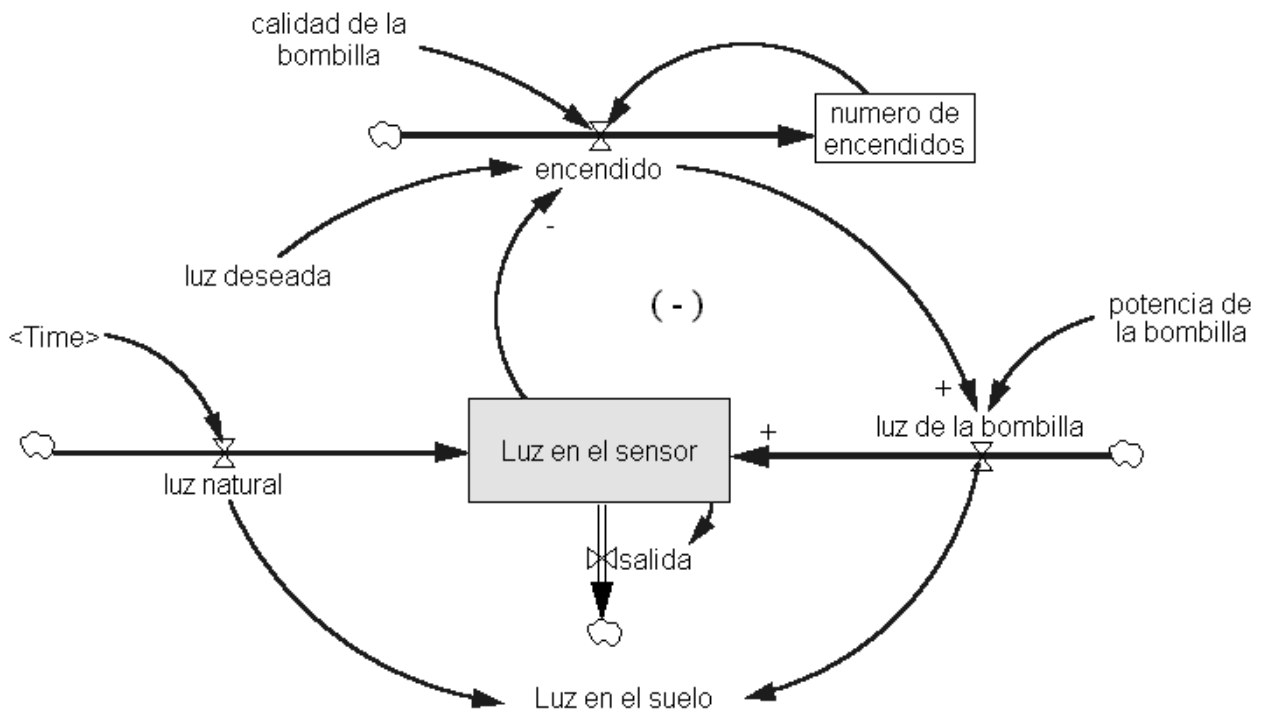 calidad de la
bombilla
numero de
encendidos
encendido
-
luz deseada
( - )
potencia de
la bombilla
<Time>
+
luz de la bombilla
+
Luz en el sensor
luz natural
salida
Luz en el suelo